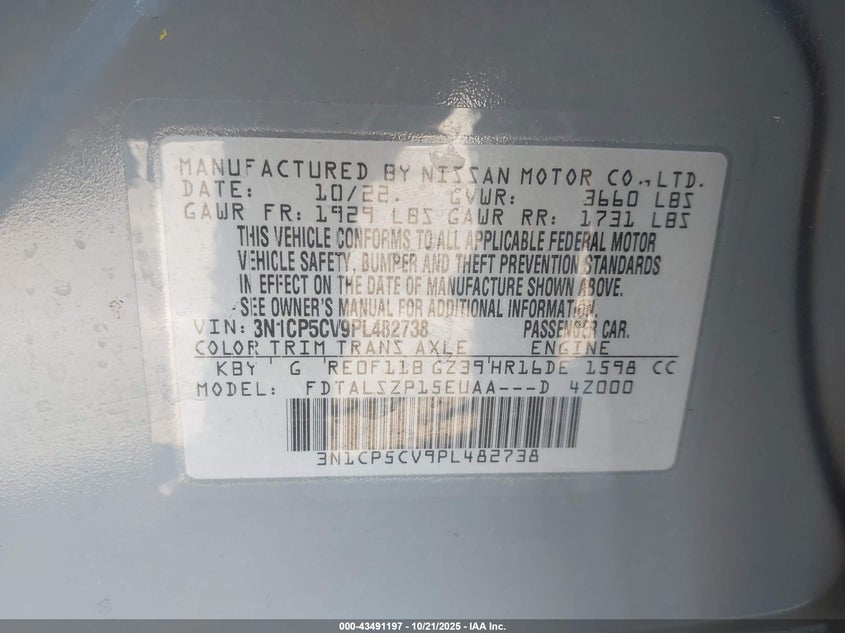 MANUFACTURED BY NISSAN MOTOR CO.,LTD.
DATE: 10/22. GVWR: 3660 LBS
GAWR FR: 1929 LBS GAWR RR: 1731 LBS
THIS VEHICLE CONFORMS TO ALL APPLICABLE FEDERAL MOTOR
VEHICLE SAFETY, BUMPER AND THEFT PREVENTION STANDARDS
IN EFFECT ON THE DATE OF MANUFACTURE SHOWN ABOVE.
SEE OWNER'S MANUAL FOR ADDITIONAL INFORMATION.
VIN: 3N1CP5CV9PL482738 PASSENGER CAR.
COLOR TRIM TRANS AXLE ENGINE
KBY G RE0F11B GZ39 HR16DE 1598 CC
MODEL: FDTALSZP15EUAA---D 4Z000
3N1CP5CV9PL482738
000-43491197 - 10/21/2025 - IAA Inc.